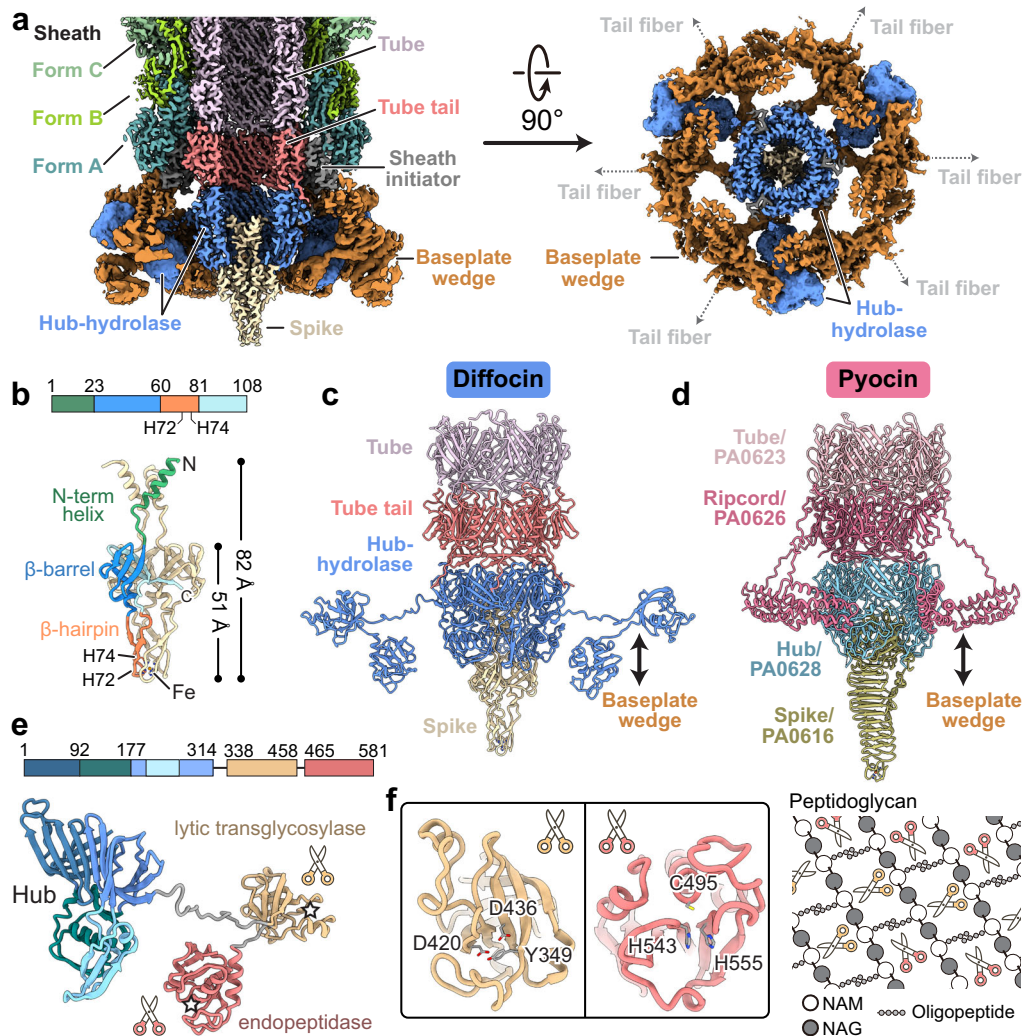 a
Sheath
Form C
Form B
Form A
Tube
Tube tail
Sheath
initiator
Baseplate
wedge
Hub-hydrolase
Spike
90°
Tail fiber
Tail fiber
Tail fiber
Tail fiber
Tail fiber
Tail fiber
Baseplate
wedge
Hub-
hydrolase
b
1 23 60 81 108
H72 H74
N
N-term
helix
β-barrel
C
β-hairpin
H74
H72
Fe
82 Å
51 Å
c
Diffocin
Tube
Tube tail
Hub-
hydrolase
Spike
Baseplate
wedge
d
Pyocin
Tube/
PA0623
Ripcord/
PA0626
Hub/
PA0628
Spike/
PA0616
Baseplate
wedge
e
1 92 177 314 338 458 465 581
Hub
lytic transglycosylase
endopeptidase
f
D436
D420
Y349
C495
H543
H555
Peptidoglycan
NAM
NAG
Oligopeptide